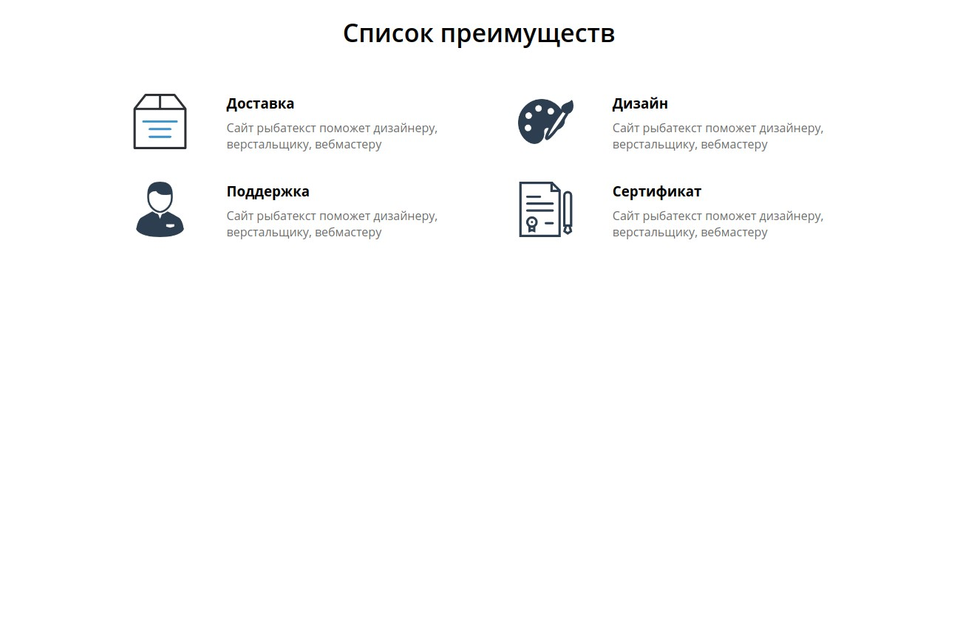 Список преимуществ
Доставка
Сайт рыбатекст поможет дизайнеру,
верстальщику, вебмастеру
Дизайн
Сайт рыбатекст поможет дизайнеру,
верстальщику, вебмастеру
Поддержка
Сайт рыбатекст поможет дизайнеру,
верстальщику, вебмастеру
Сертификат
Сайт рыбатекст поможет дизайнеру,
верстальщику, вебмастеру